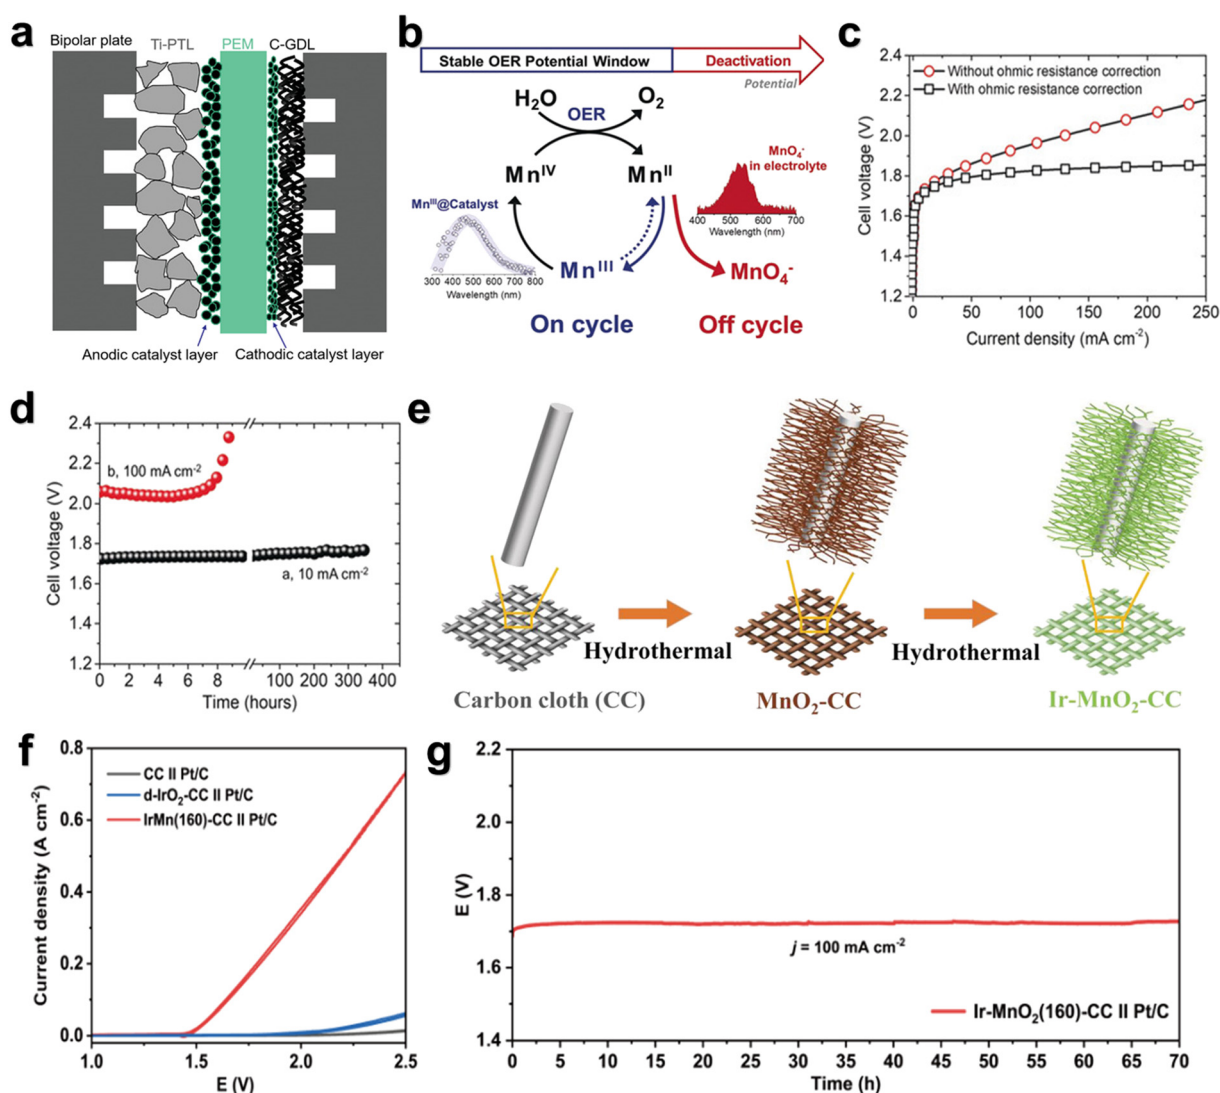 a
Bipolar plate
Ti-PTL
PEM
C-GDL
Anodic catalyst layer
Cathodic catalyst layer
b
Stable OER Potential Window
Deactivation
Potential
H₂O
O₂
OER
Mn^IV
Mn^II
MnO₄⁻
in electrolyte
400 500 600 700
Wavelength (nm)
Mn^III@Catalyst
300 400 500 600 700 800
Wavelength (nm)
Mn^III
MnO₄⁻
On cycle
Off cycle
c
2.4
2.2
2.0
1.8
1.6
1.4
1.2
Cell voltage (V)
Without ohmic resistance correction
With ohmic resistance correction
0 50 100 150 200 250
Current density (mA cm⁻²)
d
2.4
2.2
2.0
1.8
1.6
1.4
1.2
Cell voltage (V)
b, 100 mA cm⁻²
a, 10 mA cm⁻²
0 2 4 6 8 100 200 300 400
Time (hours)
e
Hydrothermal
Hydrothermal
Carbon cloth (CC)
MnO₂-CC
Ir-MnO₂-CC
f
0.8
0.6
0.4
0.2
0.0
Current density (A cm⁻²)
CC II Pt/C
d-IrO₂-CC II Pt/C
IrMn(160)-CC II Pt/C
1.0 1.5 2.0 2.5
E (V)
g
2.2
2.0
1.8
1.6
1.4
E (V)
j = 100 mA cm⁻²
Ir-MnO₂(160)-CC II Pt/C
0 5 10 15 20 25 30 35 40 45 50 55 60 65 70
Time (h)